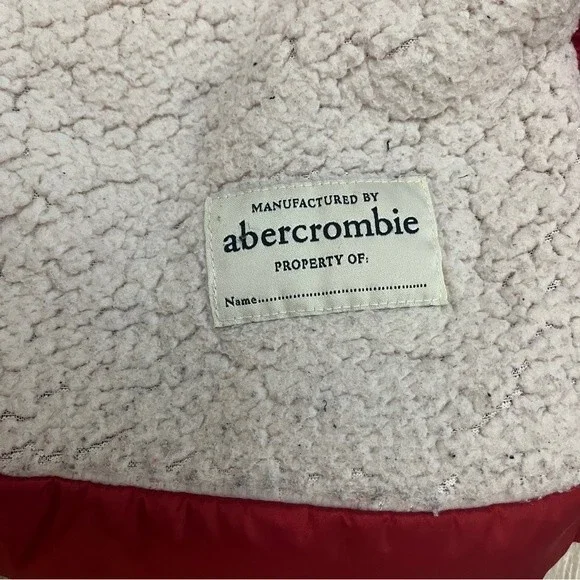 MANUFACTURED BY
abercrombie
PROPERTY OF:
Name..........................................